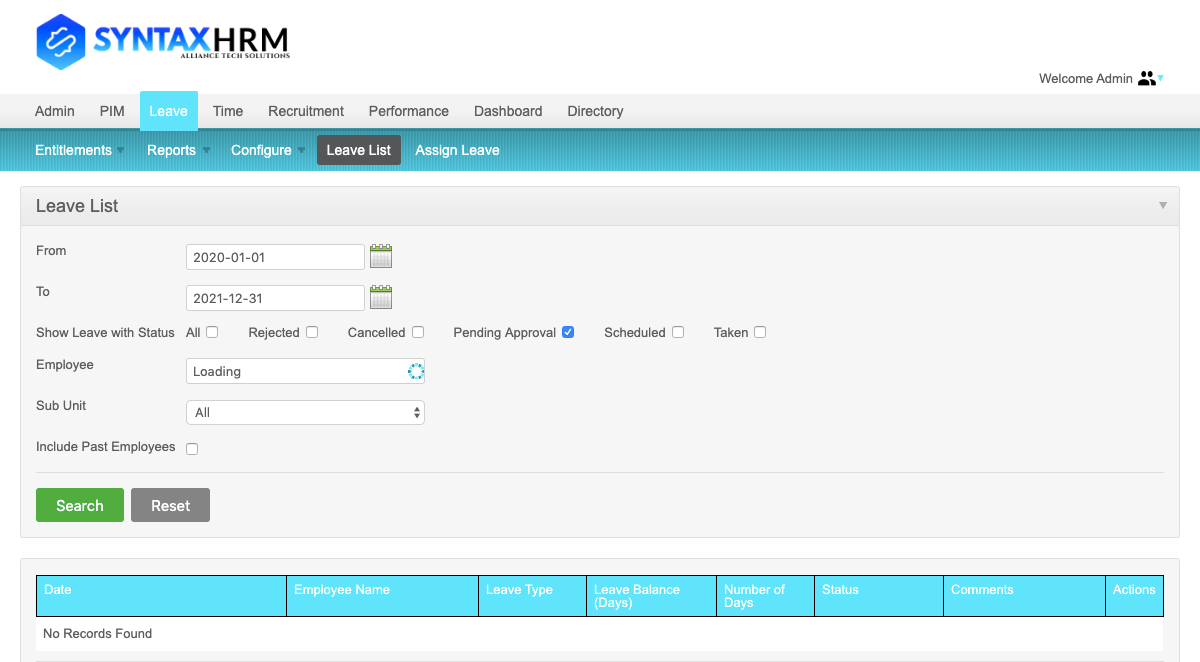 SYNTAXHRM
ALLIANCE TECH SOLUTIONS
Welcome Admin
Admin PIM Leave Time Recruitment Performance Dashboard Directory
Entitlements Reports Configure Leave List Assign Leave
Leave List
From
2020-01-01
To
2021-12-31
Show Leave with Status All Rejected Cancelled Pending Approval Scheduled Taken
Employee
Loading
Sub Unit
All
Include Past Employees
Search Reset
Date Employee Name Leave Type Leave Balance (Days) Number of Days Status Comments Actions
No Records Found